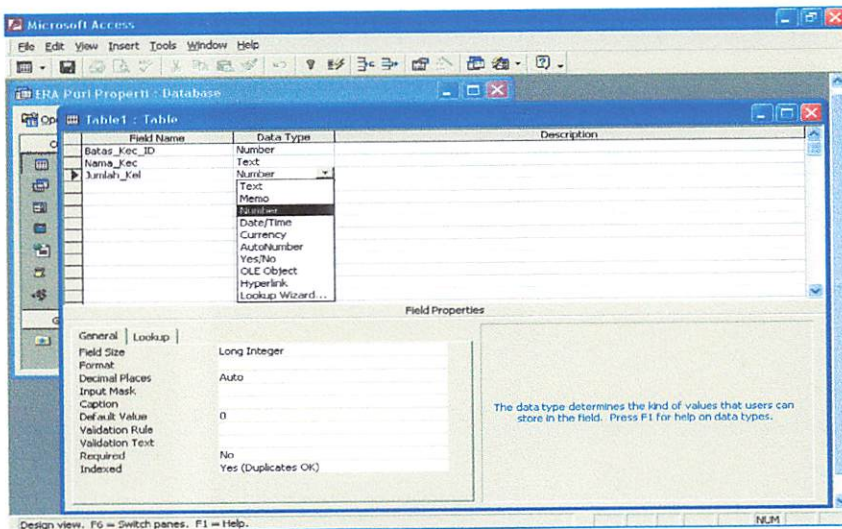 Microsoft Access
File Edit View Insert Tools Window Help
ERA Puri Properti : Database
Table1 : Table
Field Name Data Type Description
Batas_Kec_ID Number
Nama_Kec Text
Jumlah_Kel Number
Text
Memo
Number
Date/Time
Currency
AutoNumber
Yes/No
OLE Object
Hyperlink
Lookup Wizard...
Field Properties
General Lookup
Field Size Long Integer
Format
Decimal Places Auto
Input Mask
Caption
Default Value 0
Validation Rule
Validation Text
Required No
Indexed Yes (Duplicates OK)
The data type determines the kind of values that users can
store in the field. Press F1 for help on data types.
Design view. F6 = Switch panes. F1 = Help. NUM